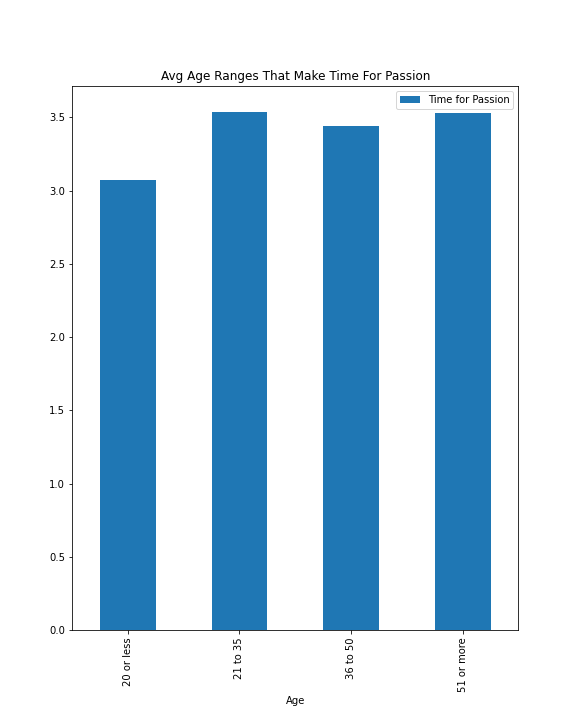 Avg Age Ranges That Make Time For Passion
Time for Passion
3.5
3.0
2.5
2.0
1.5
1.0
0.5
0.0
20 or less
21 to 35
36 to 50
51 or more
Age